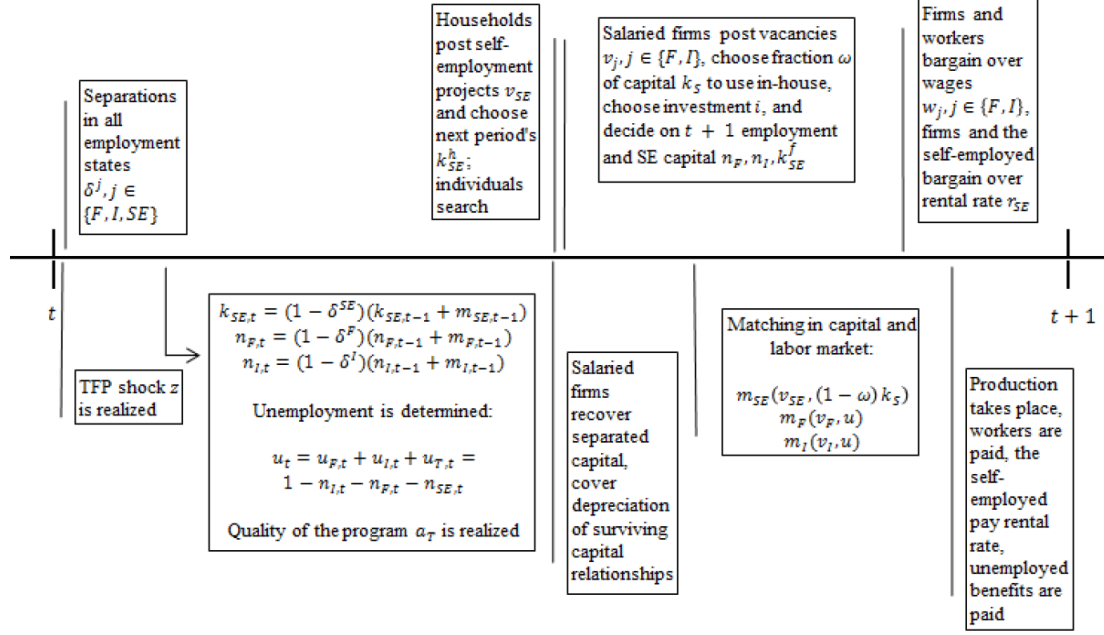 Separations
in all
employment
states
δ^j, j ∈
{F, I, SE}
Households
post self-
employment
projects v_SE
and choose
next period's
k_SE^h;
individuals
search
Salaried firms post vacancies
v_j, j ∈ {F, I}, choose fraction ω
of capital k_S to use in-house,
choose investment i, and
decide on t + 1 employment
and SE capital n_F, n_I, k_SE^f
Firms and
workers
bargain over
wages
w_j, j ∈ {F, I},
firms and the
self-employed
bargain over
rental rate r_SE
t
t + 1
TFP shock z
is realized
k_SE,t = (1 − δ^SE)(k_SE,t−1 + m_SE,t−1)
n_F,t = (1 − δ^F)(n_F,t−1 + m_F,t−1)
n_I,t = (1 − δ^I)(n_I,t−1 + m_I,t−1)
Unemployment is determined:
u_t = u_F,t + u_I,t + u_T,t =
1 − n_I,t − n_F,t − n_SE,t
Quality of the program a_T is realized
Salaried
firms
recover
separated
capital,
cover
depreciation
of surviving
capital
relationships
Matching in capital and
labor market:
m_SE(v_SE, (1 − ω) k_S)
m_F(v_F, u)
m_I(v_I, u)
Production
takes place,
workers are
paid, the
self-
employed
pay rental
rate,
unemployed
benefits are
paid